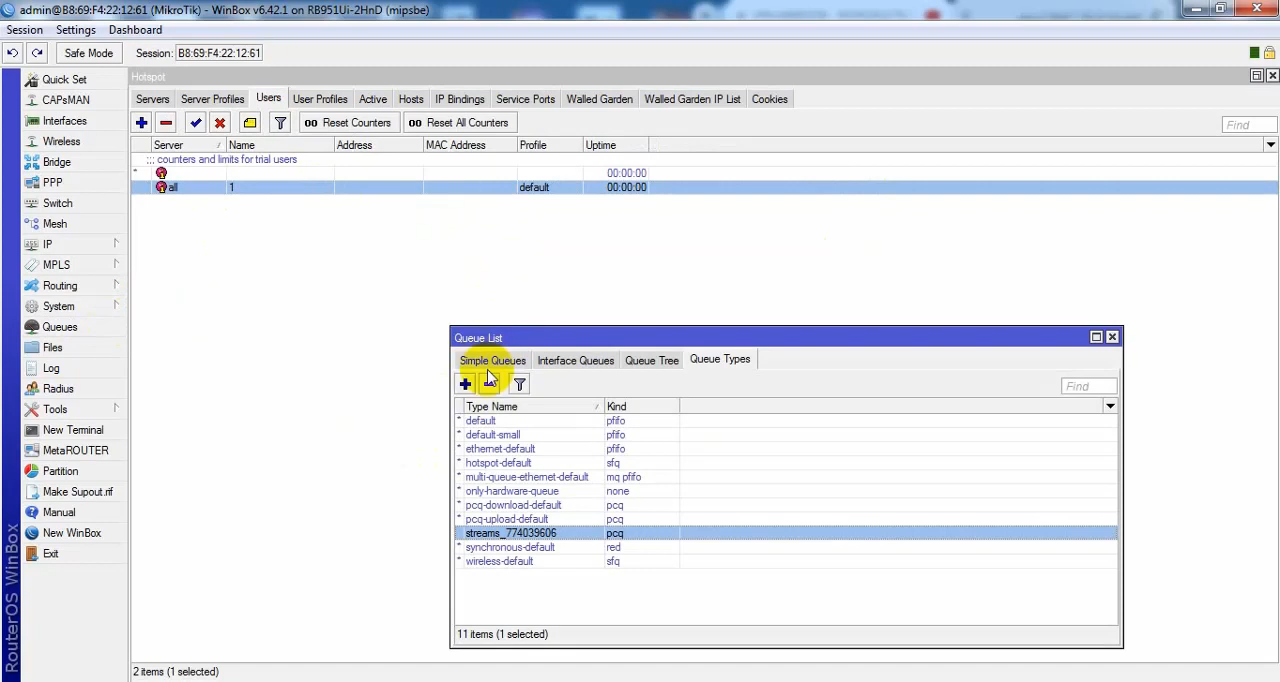 admin@B8:69:F4:22:12:61 (MikroTik) - WinBox v6.42.1 on RB951Ui-2HnD (mipsbe)
Session Settings Dashboard
Safe Mode Session: B8:69:F4:22:12:61
Quick Set
CAPsMAN
Interfaces
Wireless
Bridge
PPP
Switch
Mesh
IP
MPLS
Routing
System
Queues
Files
Log
Radius
Tools
New Terminal
MetaROUTER
Partition
Make Supout.rif
Manual
New WinBox
Exit
RouterOS WinBox
Hotspot
Servers Server Profiles Users User Profiles Active Hosts IP Bindings Service Ports Walled Garden Walled Garden IP List Cookies
00 Reset Counters 00 Reset All Counters Find
Server / Name Address MAC Address Profile Uptime
::: counters and limits for trial users
* 00:00:00
all 1 default 00:00:00
Queue List
Simple Queues Interface Queues Queue Tree Queue Types
Find
Type Name / Kind
* default pfifo
* default-small pfifo
* ethernet-default pfifo
* hotspot-default sfq
* multi-queue-ethernet-default mq pfifo
* only-hardware-queue none
* pcq-download-default pcq
* pcq-upload-default pcq
streams_774039606 pcq
* synchronous-default red
* wireless-default sfq
11 items (1 selected)
2 items (1 selected)